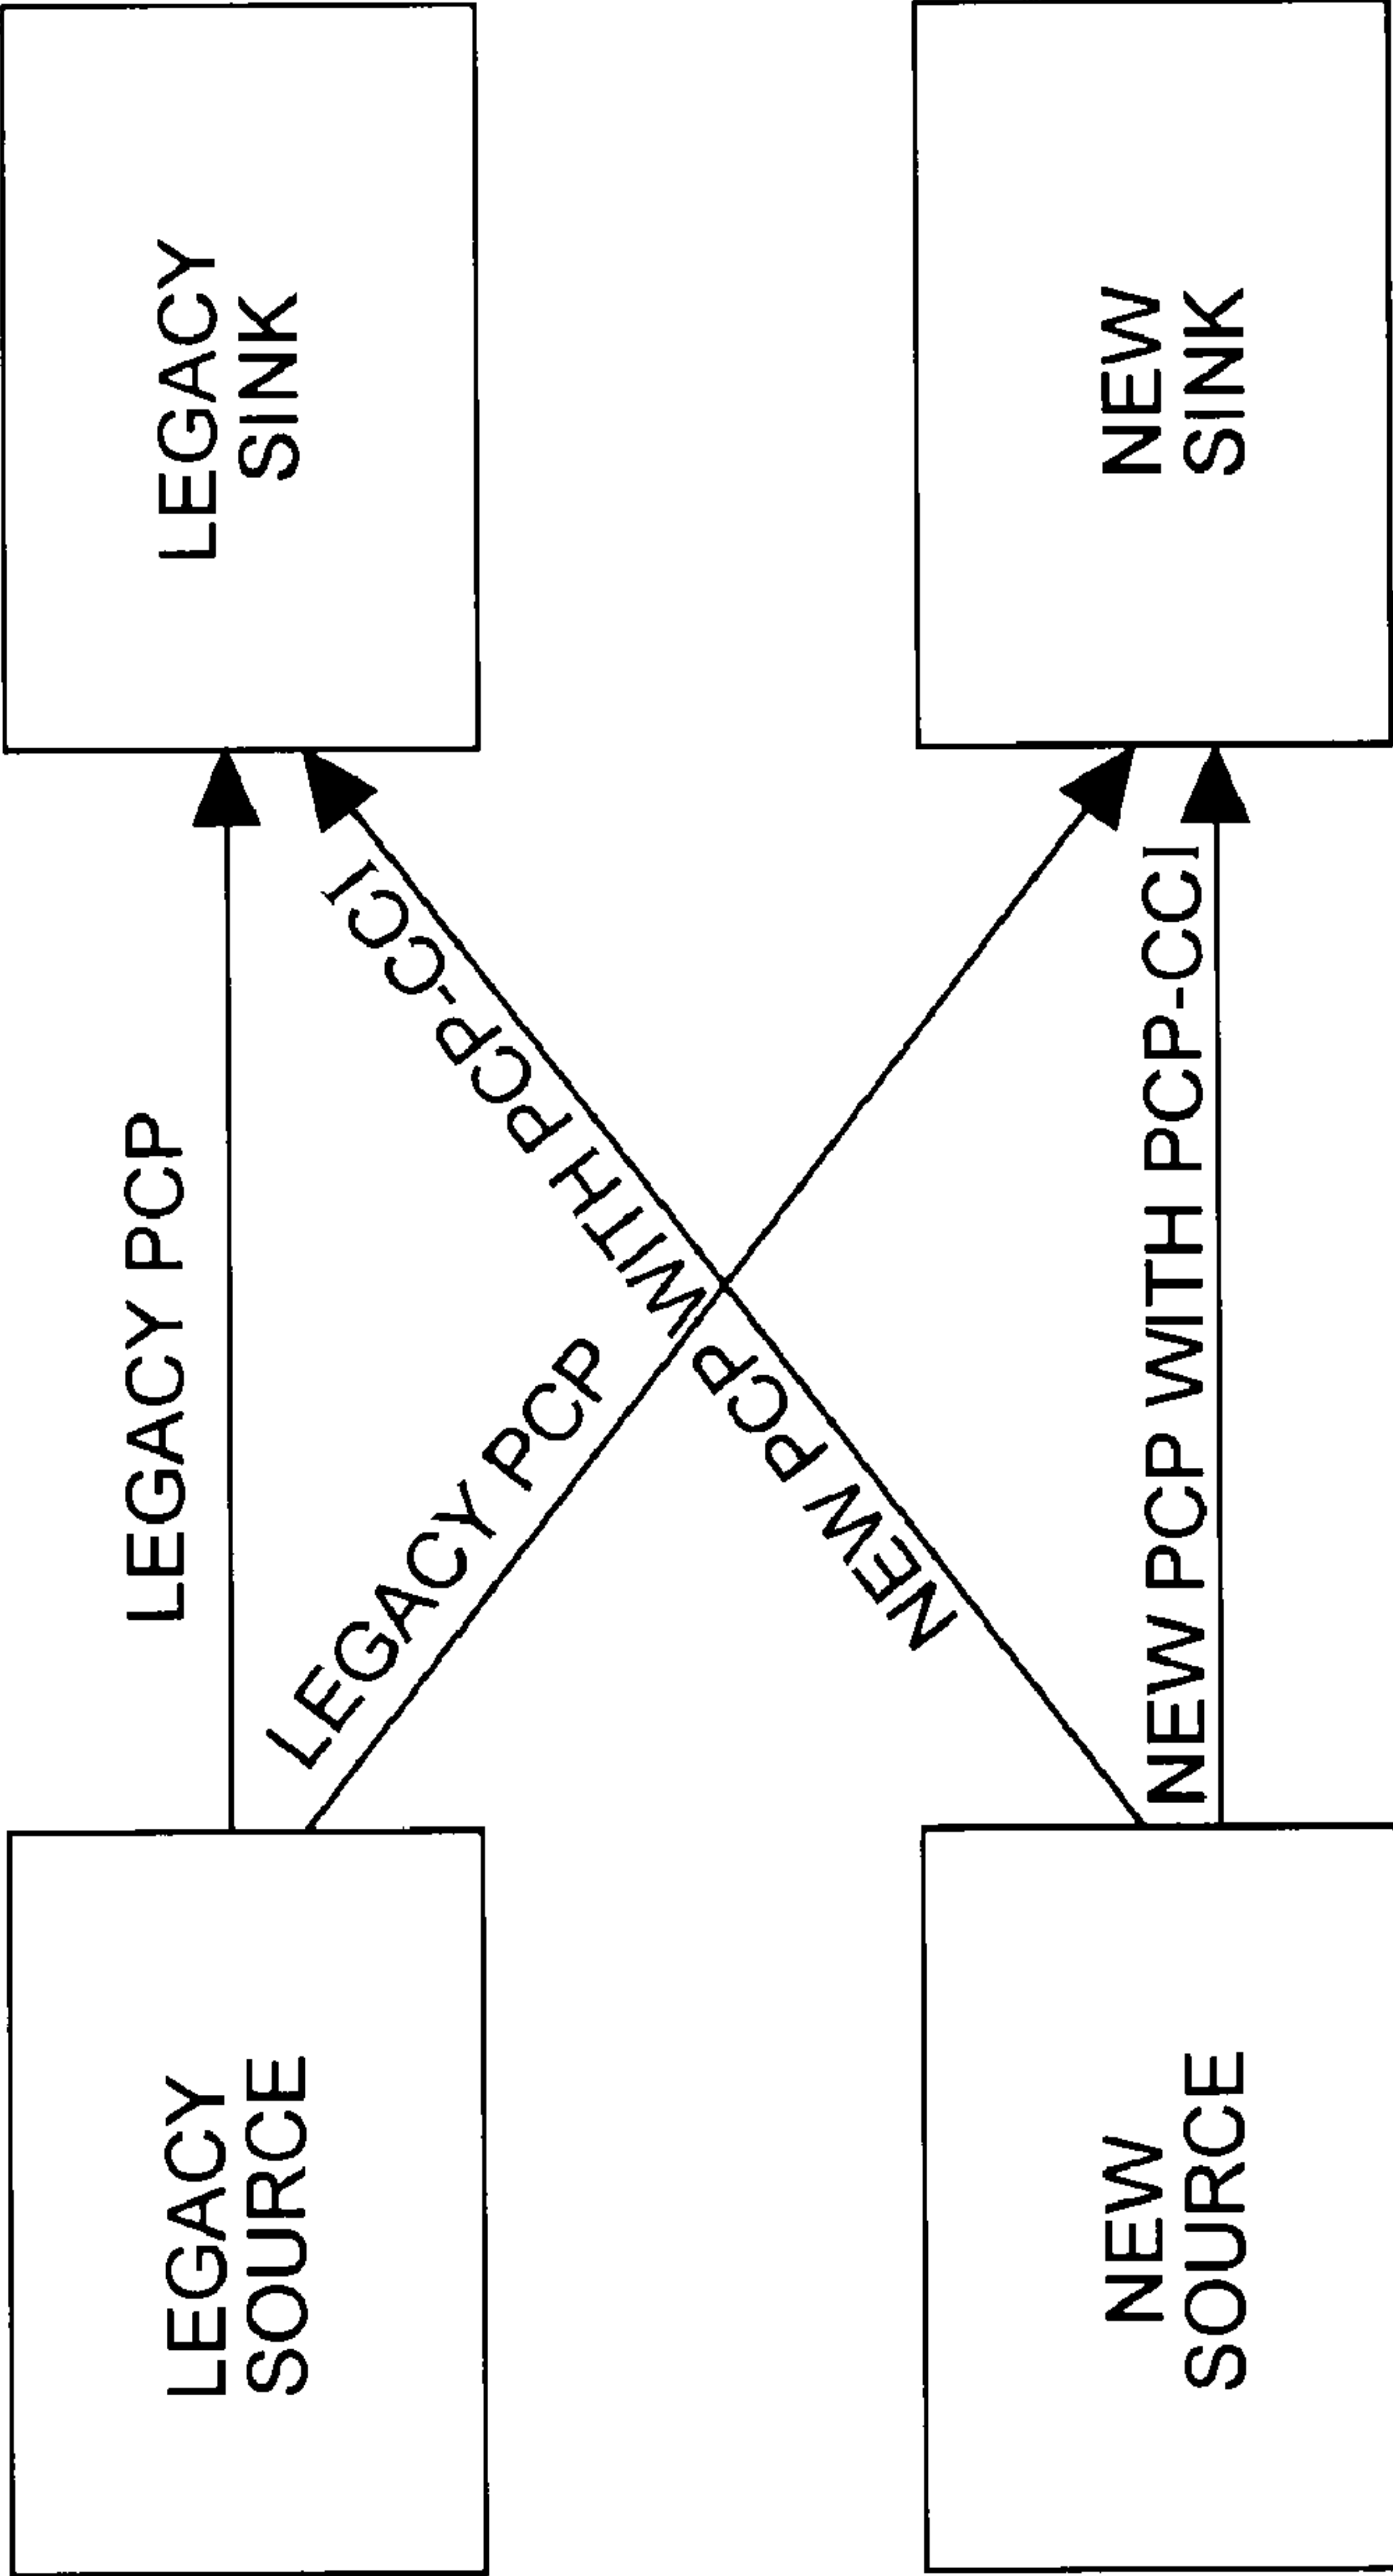 LEGACY
SOURCE
LEGACY PCP
LEGACY
SINK
LEGACY PCP
NEW PCP WITH PCP-CCI
NEW
SOURCE
NEW PCP WITH PCP-CCI
NEW
SINK